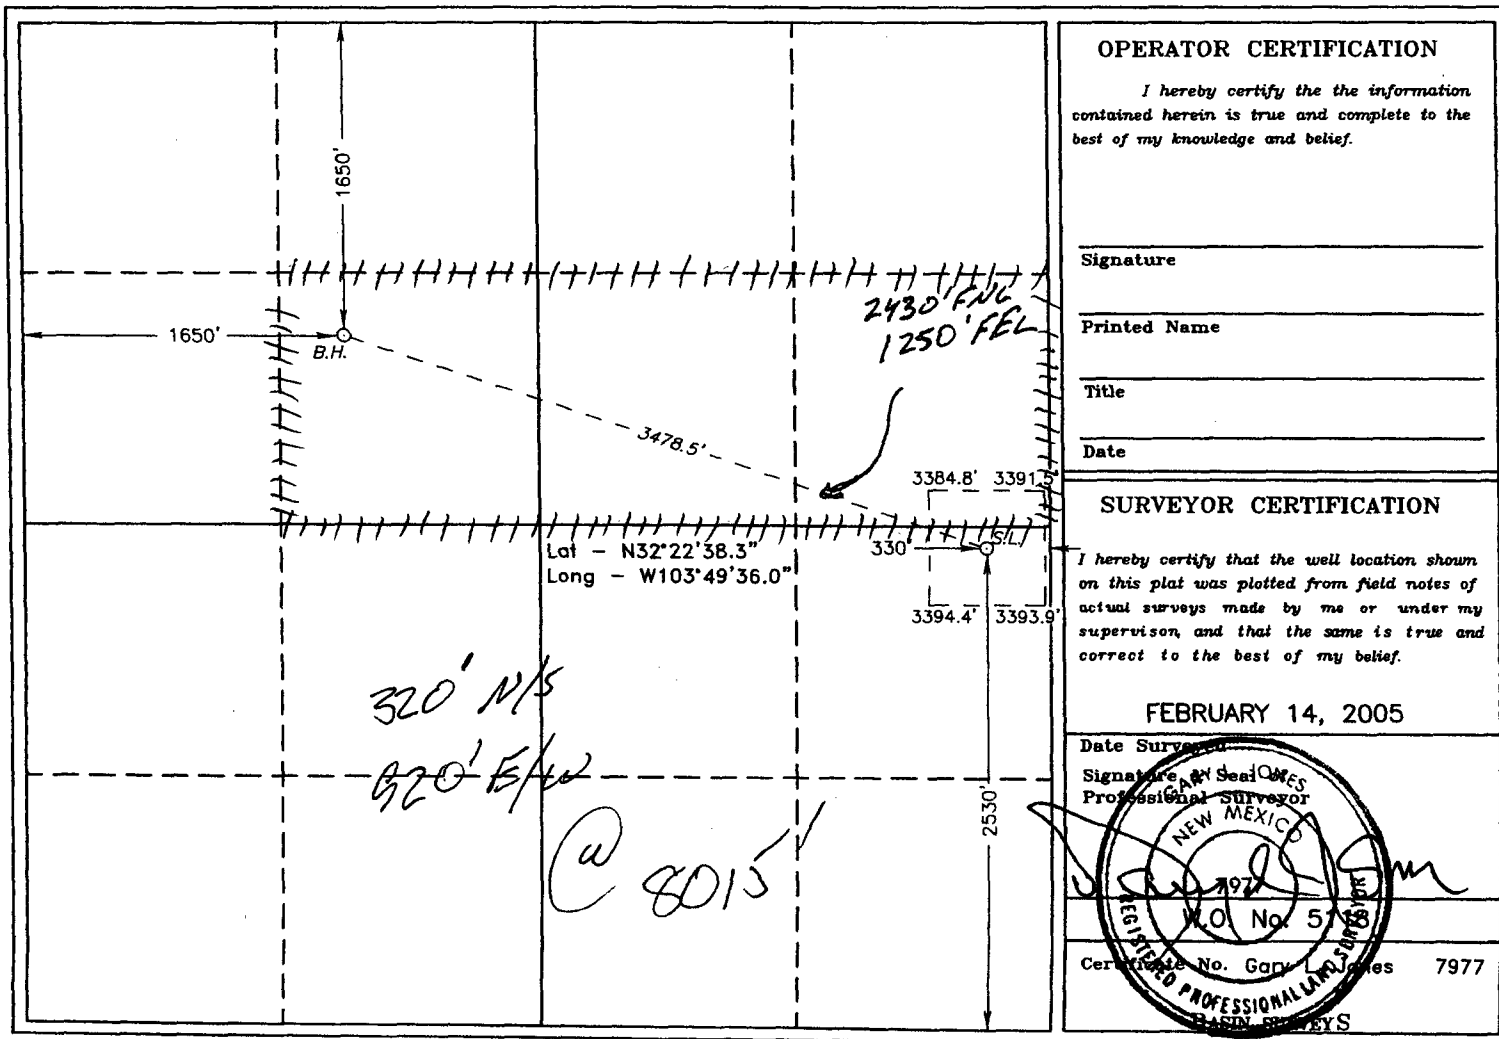 1650'
1650'
B.H.
2430' FNL
1250' FEL
3478.5'
3384.8' 3391.5'
Lat - N32°22'38.3"
Long - W103°49'36.0"
330'
S.L.
3394.4' 3393.9'
2530'
320' N/S
920' E/W
@ 8015'
OPERATOR CERTIFICATION
I hereby certify the the information
contained herein is true and complete to the
best of my knowledge and belief.
Signature
Printed Name
Title
Date
SURVEYOR CERTIFICATION
I hereby certify that the well location shown
on this plat was plotted from field notes of
actual surveys made by me or under my
supervison, and that the same is true and
correct to the best of my belief.
FEBRUARY 14, 2005
Date Surveyed
Signature & Seal of
Professional Surveyor
GARY L. JONES
NEW MEXICO
7977
REGISTERED PROFESSIONAL LAND SURVEYOR
W.O. No.
Certificate No. Gary L. Jones 7977
BASIN SURVEYS